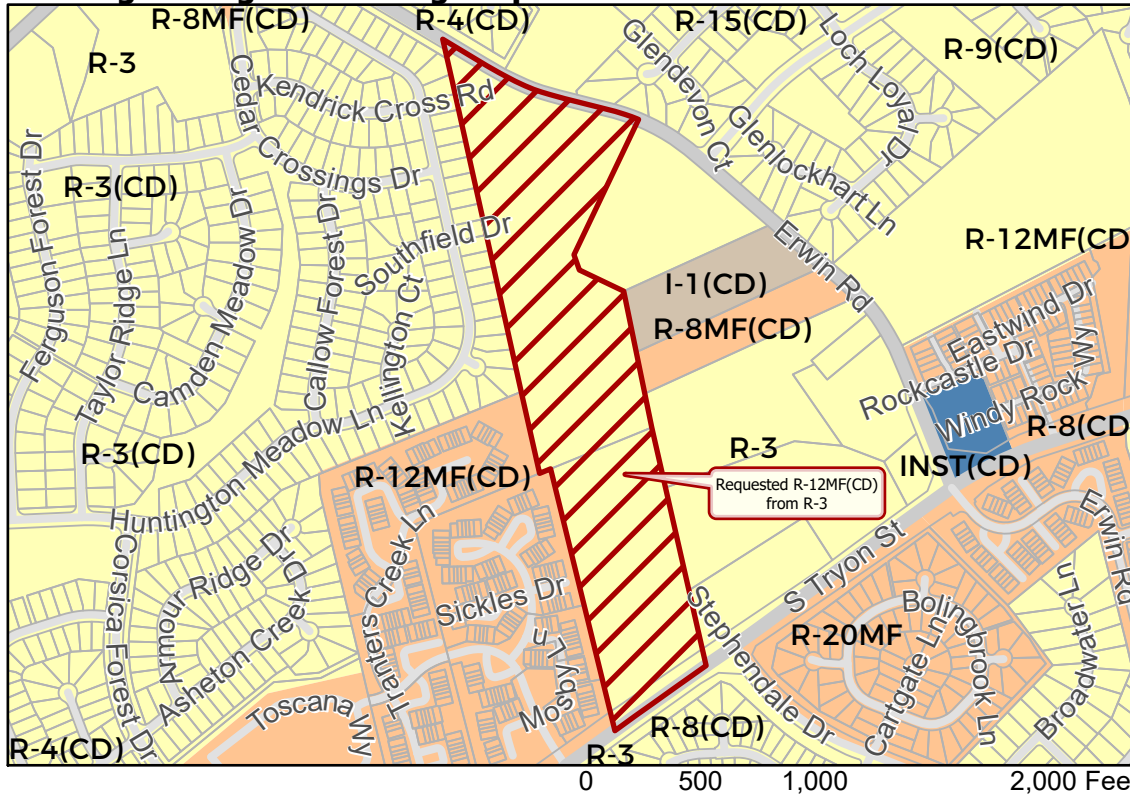 R-8MF(CD)
R-4(CD)
R-15(CD)
R-9(CD)
R-3
Kendrick Cross Rd
Cedar Crossings Dr
Glendevon Ct
Loch Loyal Dr
Glenlockhart Ln
Ferguson Forest Dr
R-3(CD)
Taylor Ridge Ln
Camden Meadow Dr
Callow Forest Dr
Southfield Dr
Kellington Ct
Erwin Rd
R-12MF(CD
I-1(CD)
R-8MF(CD)
Eastwind Dr
Rockcastle Dr
Windy Rock Wy
R-3(CD)
Huntington Meadow Ln
R-12MF(CD)
R-3
R-8(CD
INST(CD)
Requested R-12MF(CD)
from R-3
Corsica Forest Dr
Armour Ridge Dr
Asheton Creek Dr
Tranters Creek Ln
Sickles Dr
Mosby Ln
Toscana Wy
Stephendale Dr
S Tryon St
R-20MF
Bolingbrook Ln
Cartgate Ln
Broadwater Ln
Erwin Rd
R-4(CD)
R-8(CD)
R-3
0 500 1,000 2,000 Fee